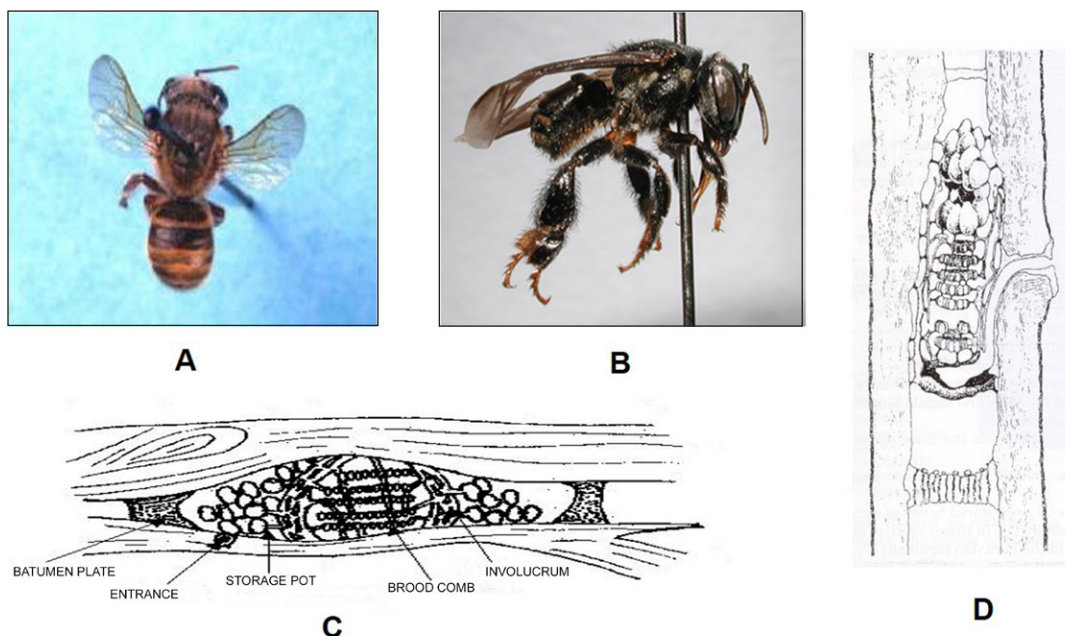 A
B
BATUMEN PLATE
ENTRANCE
STORAGE POT
BROOD COMB
INVOLUCRUM
C
D